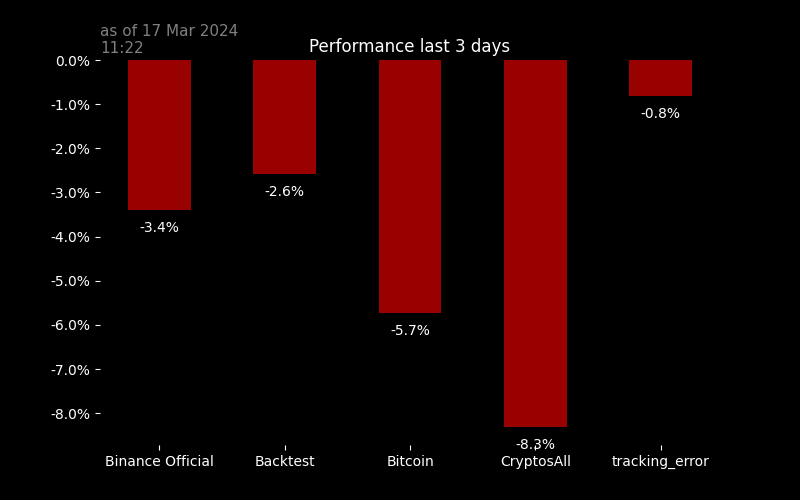 as of 17 Mar 2024
11:22
Performance last 3 days
0.0%
-1.0%
-2.0%
-3.0%
-4.0%
-5.0%
-6.0%
-7.0%
-8.0%
-3.4%
-2.6%
-5.7%
-8.3%
-0.8%
Binance Official
Backtest
Bitcoin
CryptosAll
tracking_error